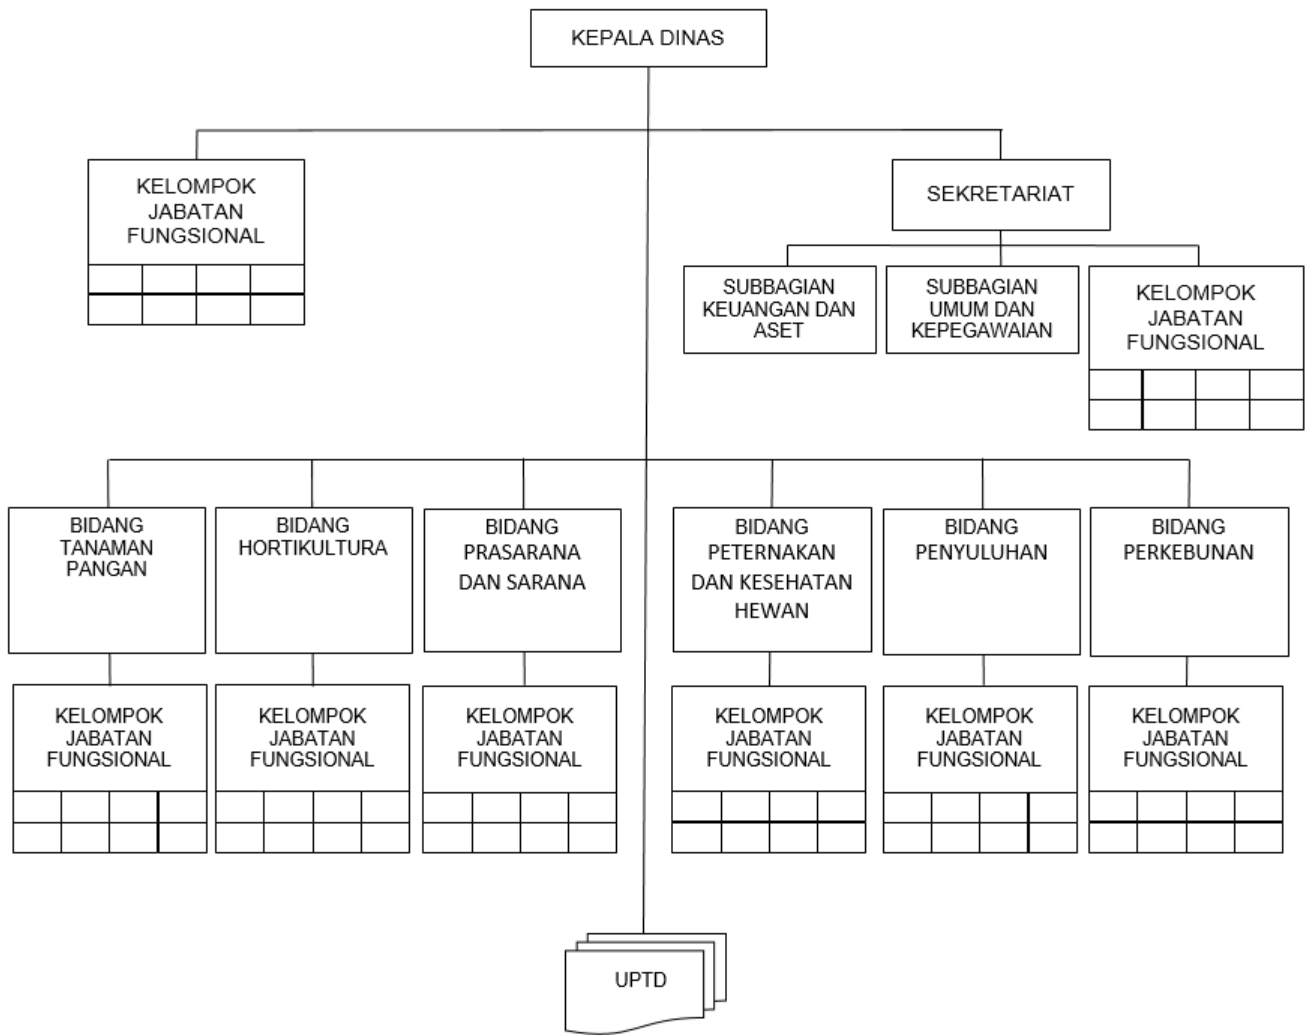 KEPALA DINAS
KELOMPOK
JABATAN
FUNGSIONAL
SEKRETARIAT
SUBBAGIAN
KEUANGAN DAN
ASET
SUBBAGIAN
UMUM DAN
KEPEGAWAIAN
KELOMPOK
JABATAN
FUNGSIONAL
BIDANG
TANAMAN
PANGAN
BIDANG
HORTIKULTURA
BIDANG
PRASARANA
DAN SARANA
BIDANG
PETERNAKAN
DAN KESEHATAN
HEWAN
BIDANG
PENYULUHAN
BIDANG
PERKEBUNAN
KELOMPOK
JABATAN
FUNGSIONAL
KELOMPOK
JABATAN
FUNGSIONAL
KELOMPOK
JABATAN
FUNGSIONAL
KELOMPOK
JABATAN
FUNGSIONAL
KELOMPOK
JABATAN
FUNGSIONAL
KELOMPOK
JABATAN
FUNGSIONAL
UPTD